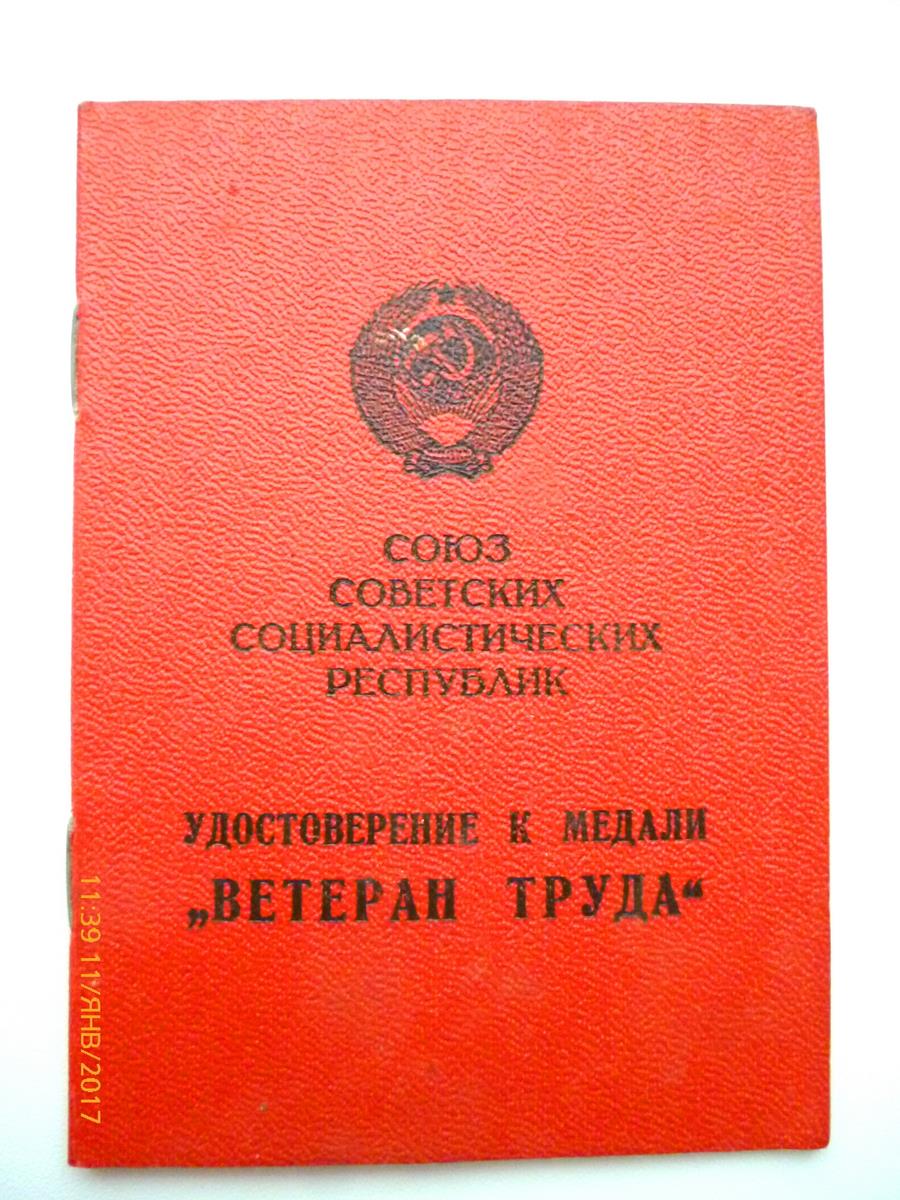 СОЮЗ
СОВЕТСКИХ
СОЦИАЛИСТИЧЕСКИХ
РЕСПУБЛИК
УДОСТОВЕРЕНИЕ К МЕДАЛИ
„ВЕТЕРАН ТРУДА“
11:39 11/ЯНВ/2017